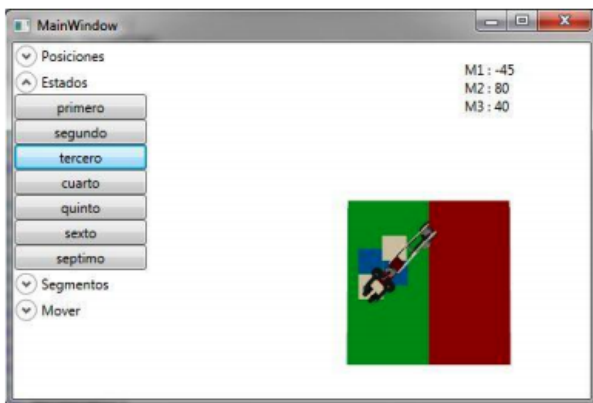 MainWindow
Posiciones
Estados
primero
segundo
tercero
cuarto
quinto
sexto
septimo
Segmentos
Mover
M1 : -45
M2 : 80
M3 : 40